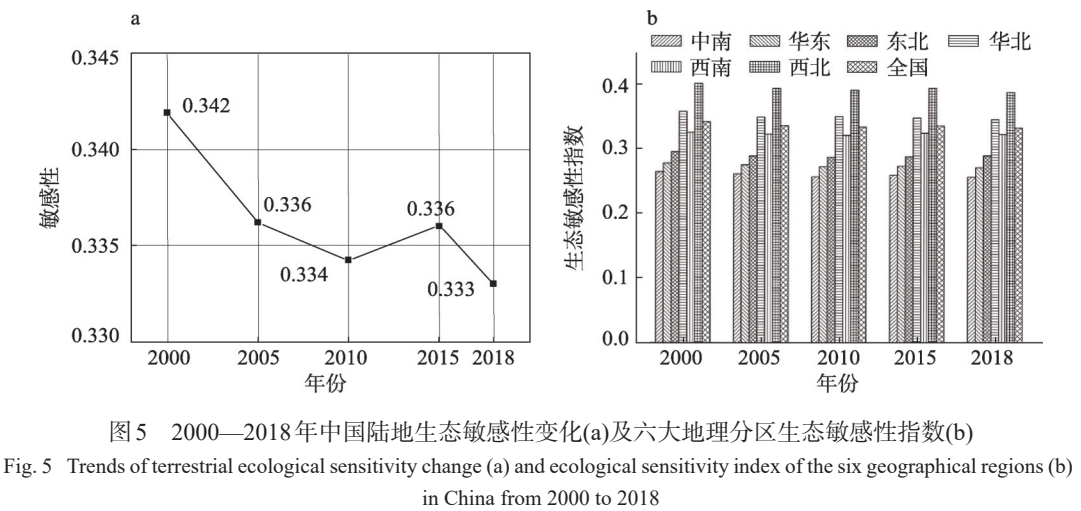 a
0.345
0.340
0.335
0.330
敏感性
0.342
0.336
0.334
0.336
0.333
2000 2005 2010 2015 2018
年份
b
中南 华东 东北 华北
西南 西北 全国
0.4
0.3
0.2
0.1
0.0
生态敏感性指数
2000 2005 2010 2015 2018
年份
图5 2000—2018年中国陆地生态敏感性变化(a)及六大地理分区生态敏感性指数(b)
Fig. 5 Trends of terrestrial ecological sensitivity change (a) and ecological sensitivity index of the six geographical regions (b)
in China from 2000 to 2018